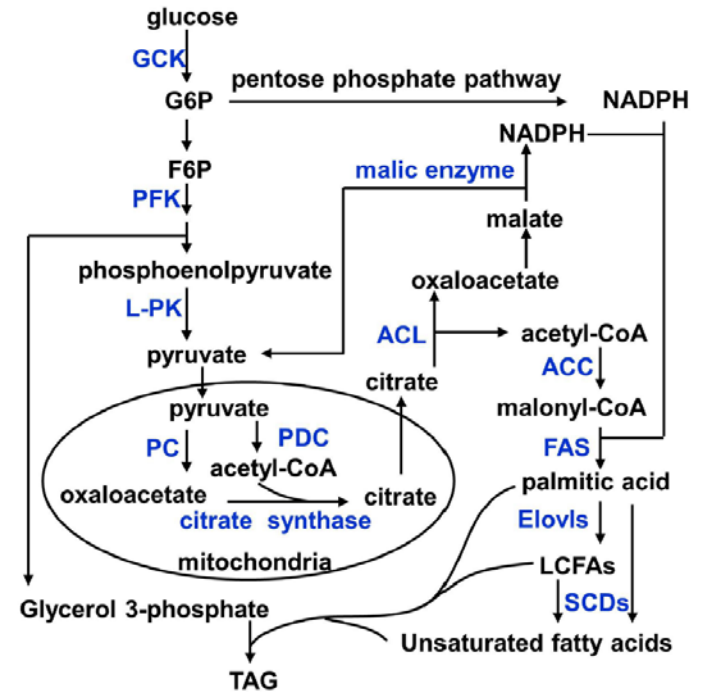 glucose
GCK
pentose phosphate pathway
G6P
NADPH
NADPH
F6P
malic enzyme
PFK
malate
phosphoenolpyruvate
oxaloacetate
L-PK
ACL
acetyl-CoA
pyruvate
ACC
citrate
pyruvate
malonyl-CoA
PC
PDC
FAS
acetyl-CoA
palmitic acid
oxaloacetate
citrate
citrate synthase
Elovls
mitochondria
LCFAs
SCDs
Glycerol 3-phosphate
Unsaturated fatty acids
TAG